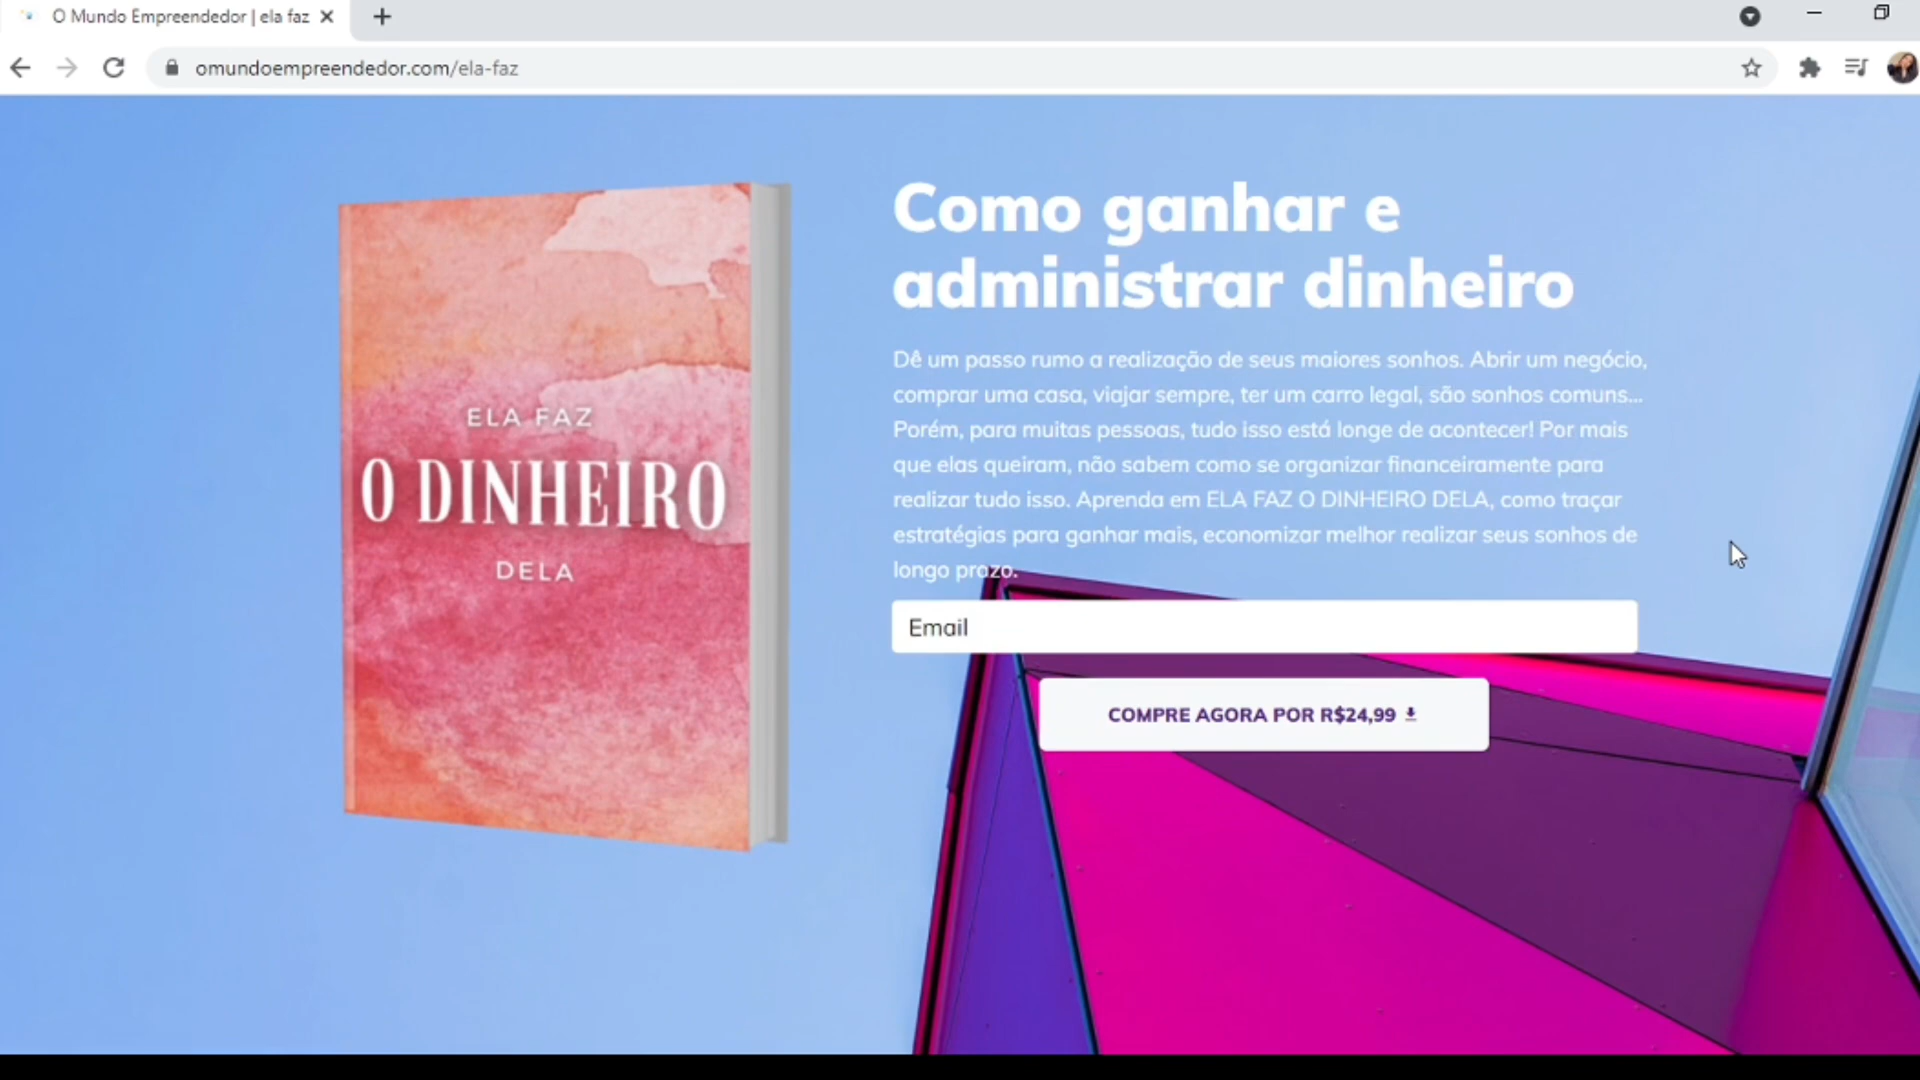 O Mundo Empreendedor | ela faz
omundoempreendedor.com/ela-faz
ELA FAZ
O DINHEIRO
DELA
Como ganhar e
administrar dinheiro
Dê um passo rumo a realização de seus maiores sonhos. Abrir um negócio,
comprar uma casa, viajar sempre, ter um carro legal, são sonhos comuns...
Porém, para muitas pessoas, tudo isso está longe de acontecer! Por mais
que elas queiram, não sabem como se organizar financeiramente para
realizar tudo isso. Aprenda em ELA FAZ O DINHEIRO DELA, como traçar
estratégias para ganhar mais, economizar melhor realizar seus sonhos de
longo prazo.
Email
COMPRE AGORA POR R$24,99